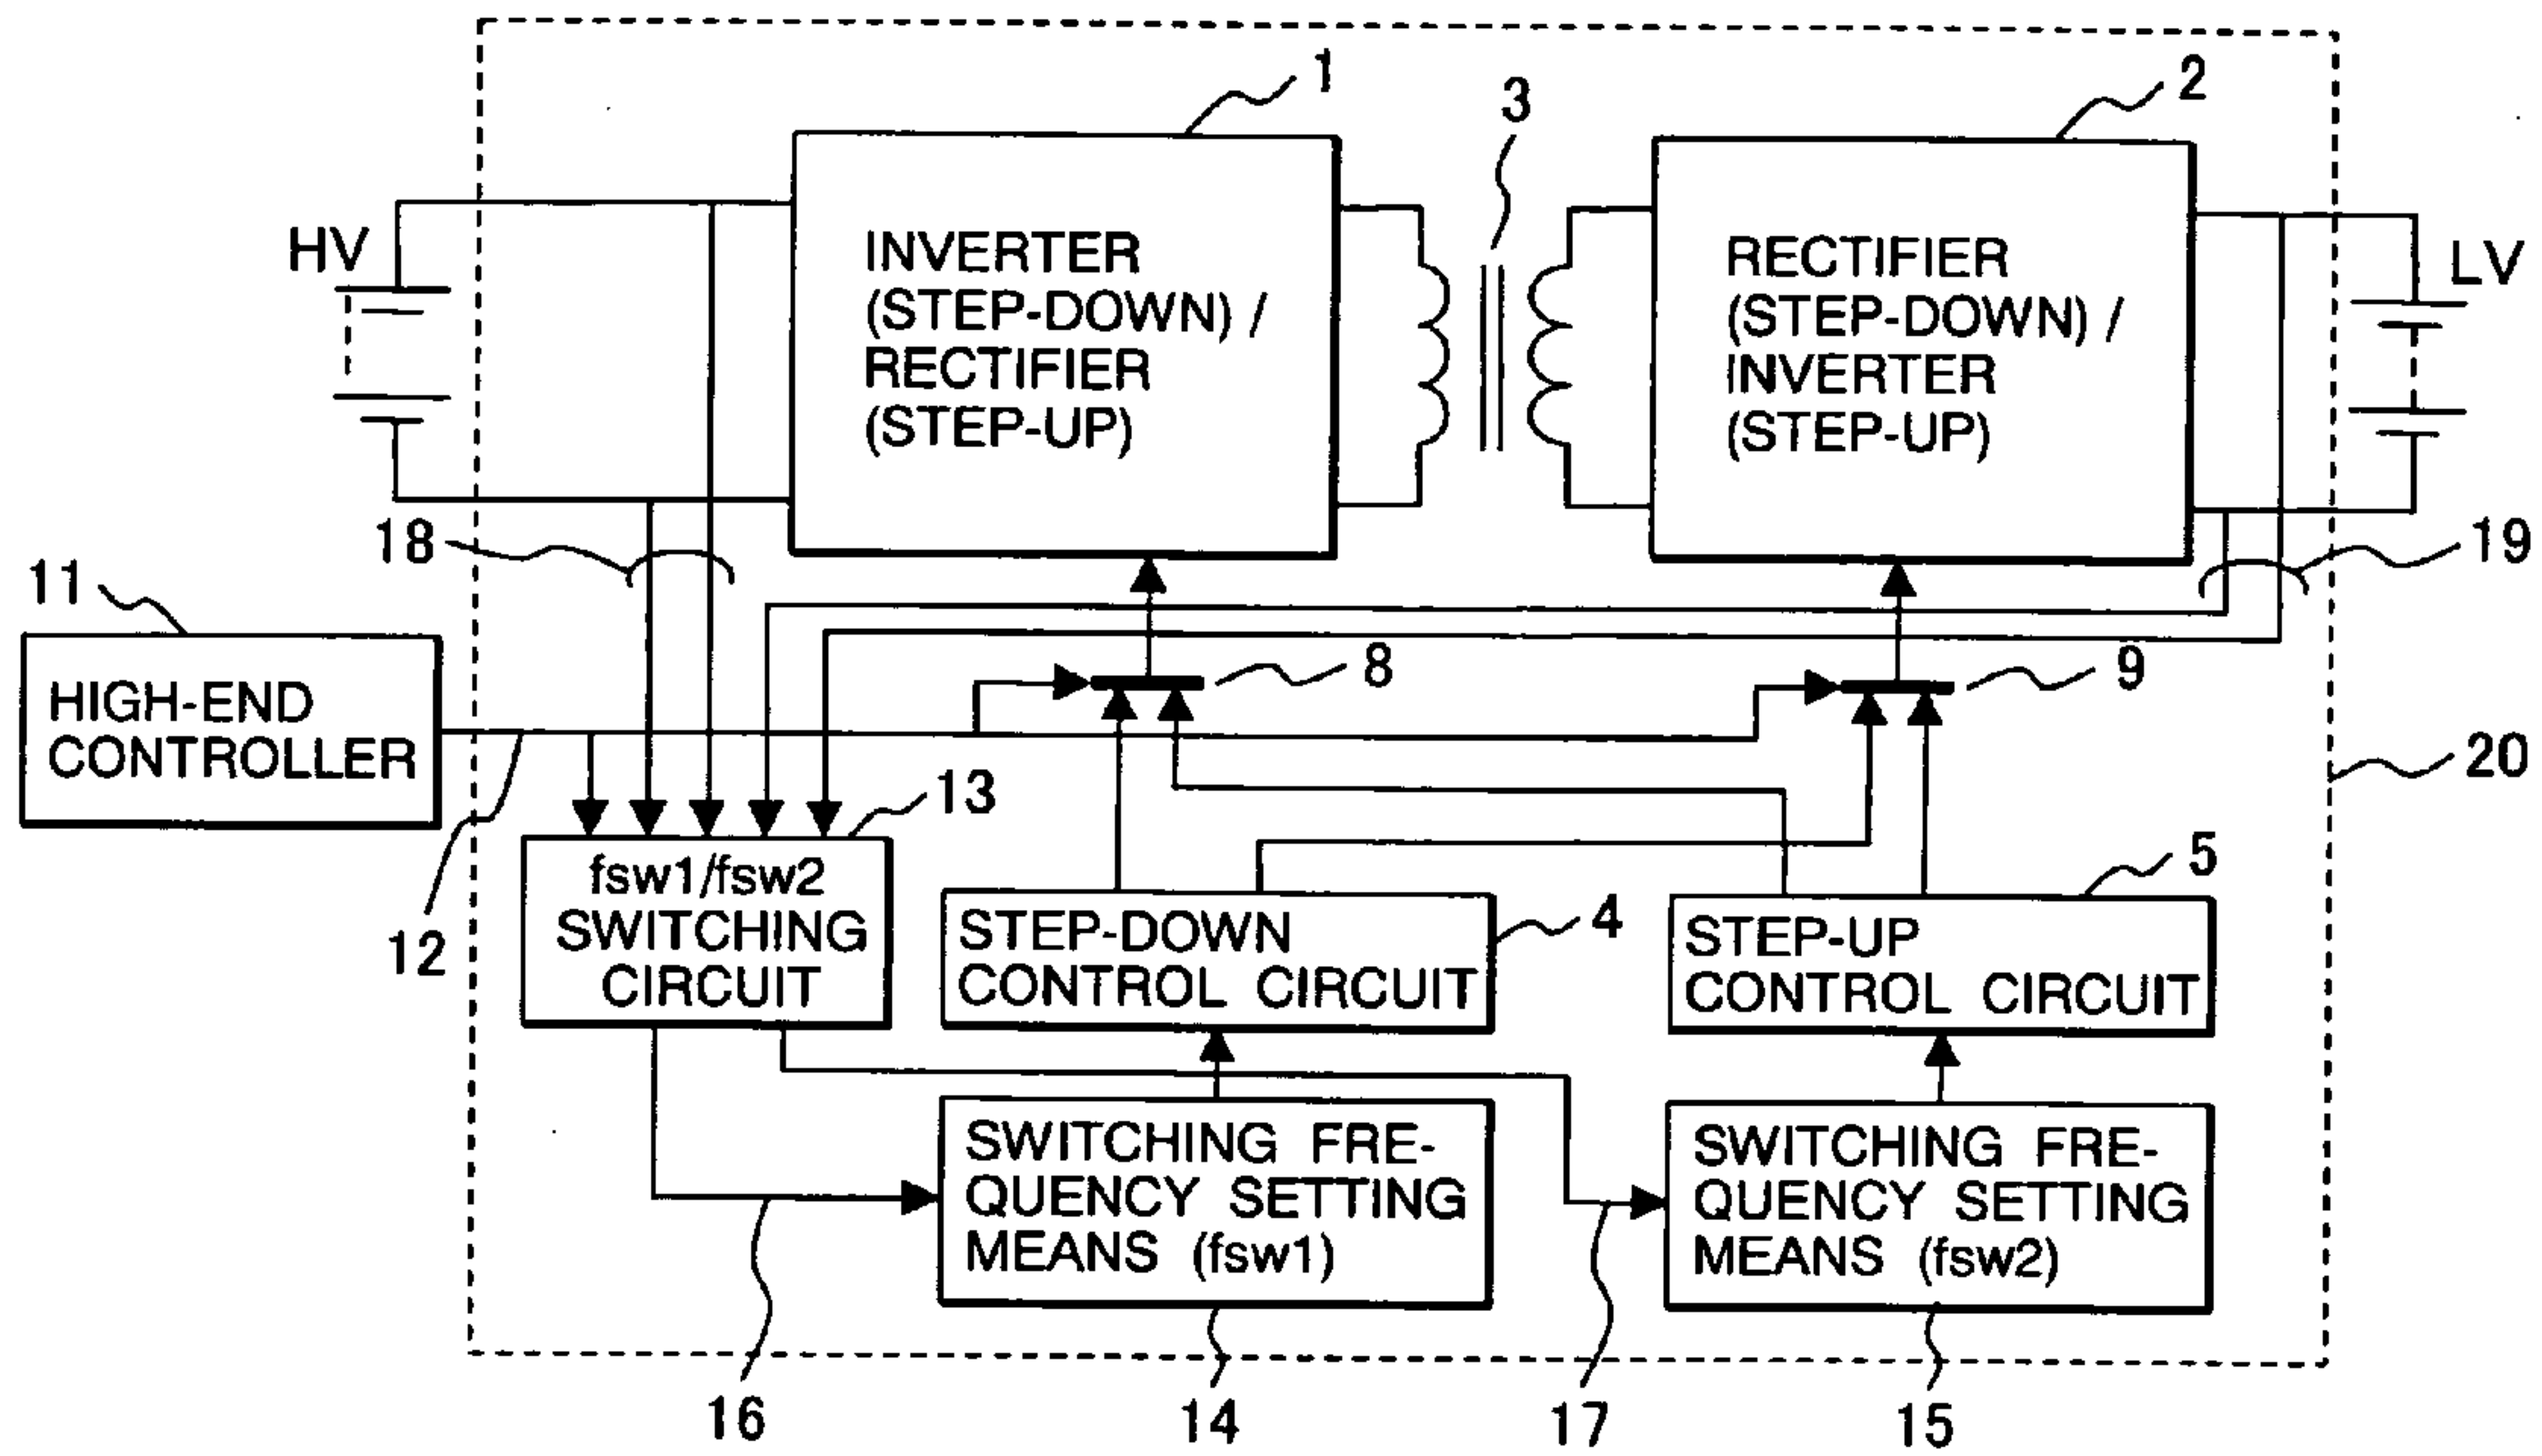 1
2
3
HV
INVERTER
(STEP-DOWN) /
RECTIFIER
(STEP-UP)
RECTIFIER
(STEP-DOWN) /
INVERTER
(STEP-UP)
LV
18
19
11
HIGH-END
CONTROLLER
8
9
20
13
12
fsw1/fsw2
SWITCHING
CIRCUIT
STEP-DOWN
CONTROL CIRCUIT
4
STEP-UP
CONTROL CIRCUIT
5
SWITCHING FRE-
QUENCY SETTING
MEANS (fsw1)
SWITCHING FRE-
QUENCY SETTING
MEANS (fsw2)
16
14
17
15